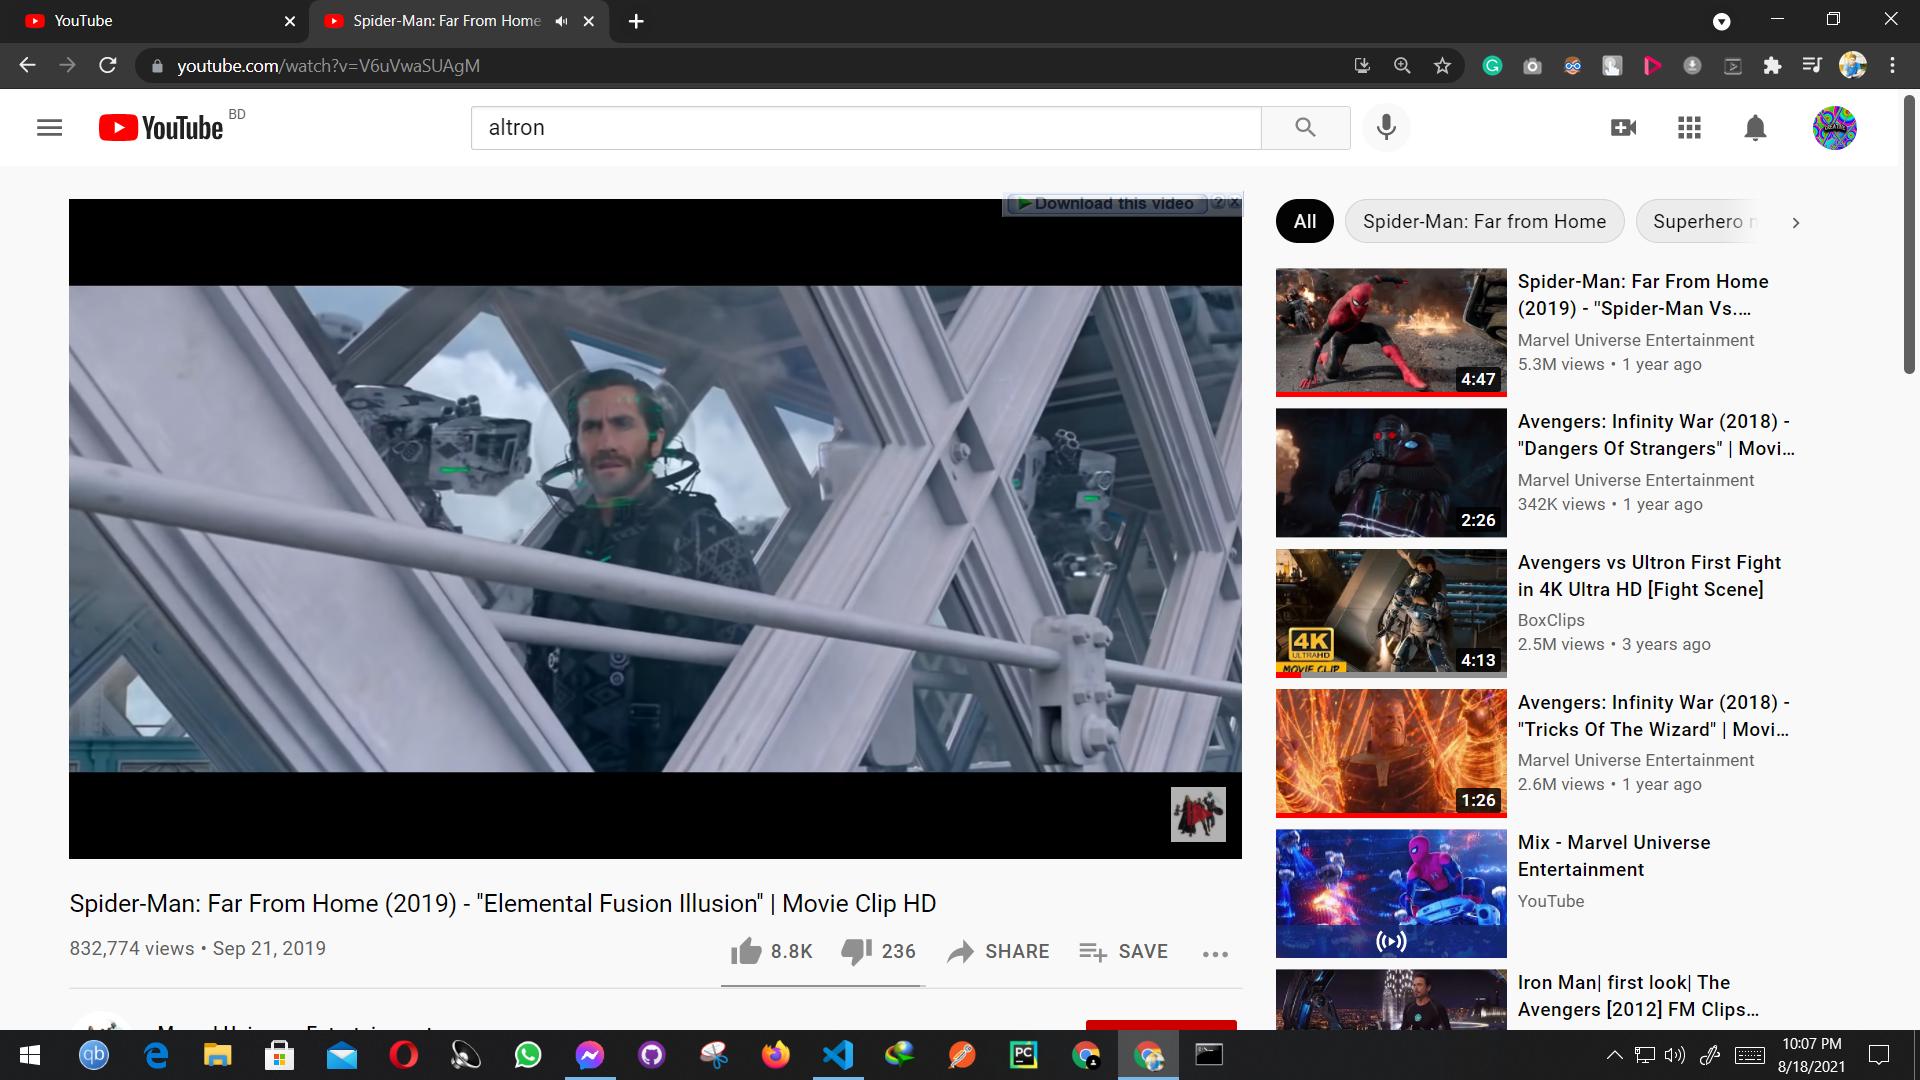 YouTube
Spider-Man: Far From Home
youtube.com/watch?v=V6uVwaSUAgM
YouTube BD
altron
Download this video
All
Spider-Man: Far from Home
Superhero
Spider-Man: Far From Home
(2019) - "Spider-Man Vs....
Marvel Universe Entertainment
5.3M views • 1 year ago
4:47
Avengers: Infinity War (2018) -
"Dangers Of Strangers" | Movi...
Marvel Universe Entertainment
342K views • 1 year ago
2:26
Avengers vs Ultron First Fight
in 4K Ultra HD [Fight Scene]
BoxClips
2.5M views • 3 years ago
4K
ULTRAHD
MOVIE CLIP
4:13
Avengers: Infinity War (2018) -
"Tricks Of The Wizard" | Movi...
Marvel Universe Entertainment
2.6M views • 1 year ago
1:26
Mix - Marvel Universe
Entertainment
YouTube
Iron Man| first look| The
Avengers [2012] FM Clips...
Spider-Man: Far From Home (2019) - "Elemental Fusion Illusion" | Movie Clip HD
832,774 views • Sep 21, 2019
8.8K
236
SHARE
SAVE
qb
PC
10:07 PM
8/18/2021